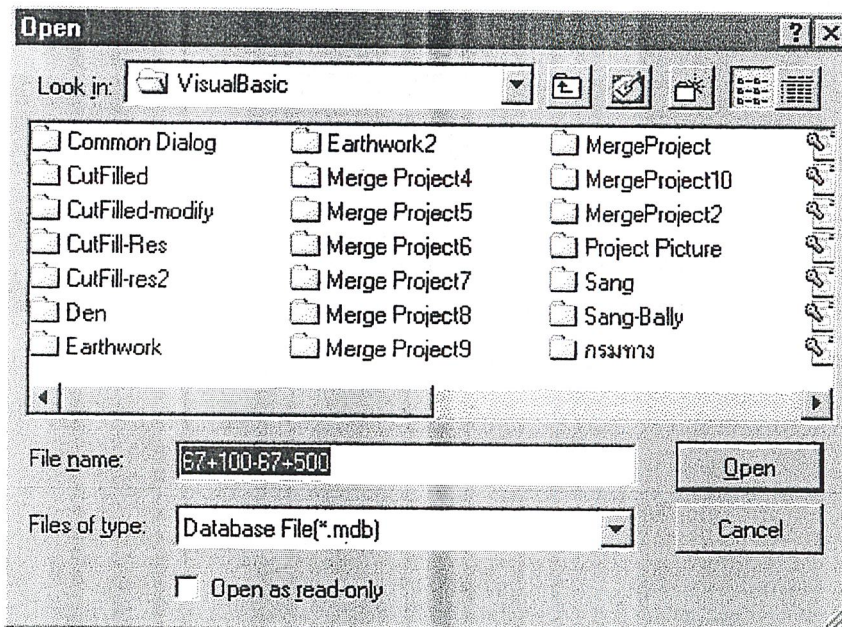 Open
Look in: VisualBasic
Common Dialog
CutFilled
CutFilled-modify
CutFill-Res
CutFill-res2
Den
Earthwork
Earthwork2
Merge Project4
Merge Project5
Merge Project6
Merge Project7
Merge Project8
Merge Project9
MergeProject
MergeProject10
MergeProject2
Project Picture
Sang
Sang-Bally
กรมทาง
File name: 67+100-67+500
Open
Files of type: Database File(*.mdb)
Cancel
Open as read-only